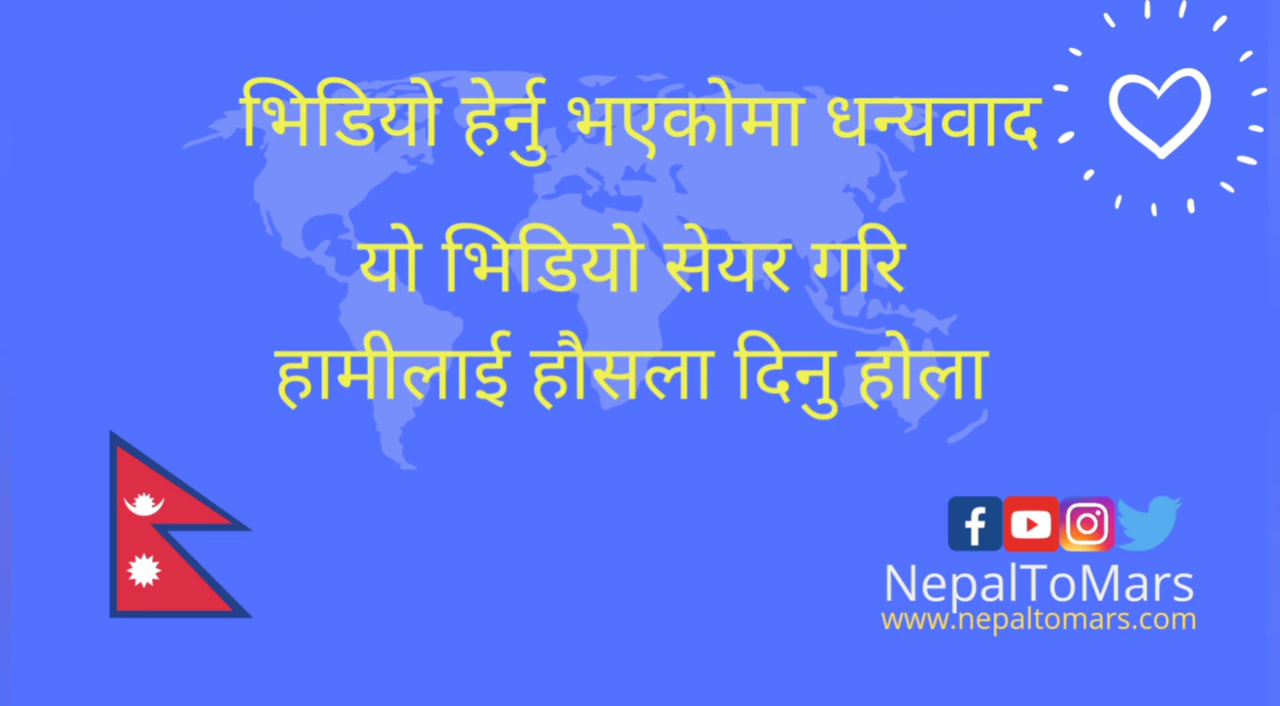 भिडियो हेर्नु भएकोमा धन्यवाद
यो भिडियो सेयर गरि
हामीलाई हौसला दिनु होला
NepalToMars
www.nepaltomars.com